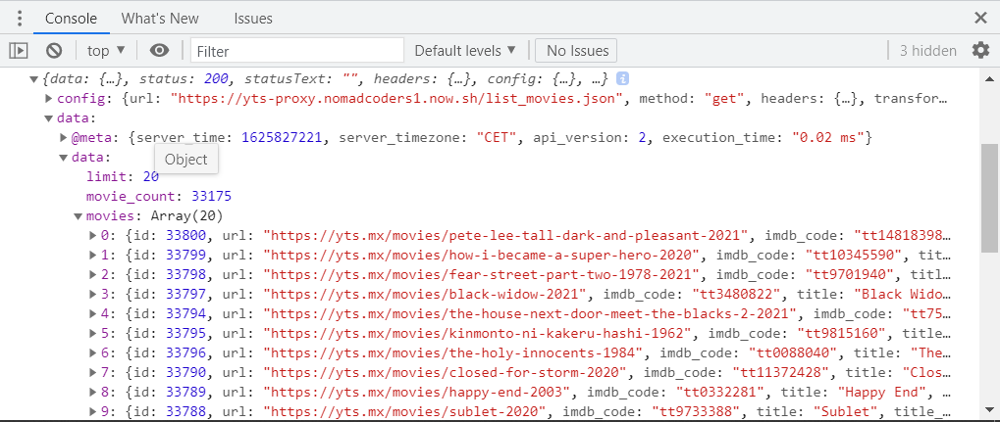 Console What's New Issues
top Filter Default levels No Issues 3 hidden
{data: {…}, status: 200, statusText: "", headers: {…}, config: {…}, …} i
config: {url: "https://yts-proxy.nomadcoders1.now.sh/list_movies.json", method: "get", headers: {…}, transfor…
data:
@meta: {server_time: 1625827221, server_timezone: "CET", api_version: 2, execution_time: "0.02 ms"}
data:
Object
limit: 20
movie_count: 33175
movies: Array(20)
0: {id: 33800, url: "https://yts.mx/movies/pete-lee-tall-dark-and-pleasant-2021", imdb_code: "tt14818398…
1: {id: 33799, url: "https://yts.mx/movies/how-i-became-a-super-hero-2020", imdb_code: "tt10345590", tit…
2: {id: 33798, url: "https://yts.mx/movies/fear-street-part-two-1978-2021", imdb_code: "tt9701940", titl…
3: {id: 33797, url: "https://yts.mx/movies/black-widow-2021", imdb_code: "tt3480822", title: "Black Wido…
4: {id: 33794, url: "https://yts.mx/movies/the-house-next-door-meet-the-blacks-2-2021", imdb_code: "tt75…
5: {id: 33795, url: "https://yts.mx/movies/kinmonto-ni-kakeru-hashi-1962", imdb_code: "tt9815160", title…
6: {id: 33796, url: "https://yts.mx/movies/the-holy-innocents-1984", imdb_code: "tt0088040", title: "The…
7: {id: 33790, url: "https://yts.mx/movies/closed-for-storm-2020", imdb_code: "tt11372428", title: "Clos…
8: {id: 33789, url: "https://yts.mx/movies/happy-end-2003", imdb_code: "tt0332281", title: "Happy End", …
9: {id: 33788, url: "https://yts.mx/movies/sublet-2020", imdb_code: "tt9733388", title: "Sublet", title_…